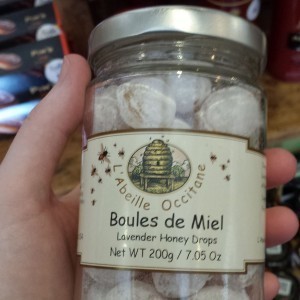 L'Abeille Occitane
Boules de Miel
Lavender Honey Drops
Net WT 200g / 7.05 Oz